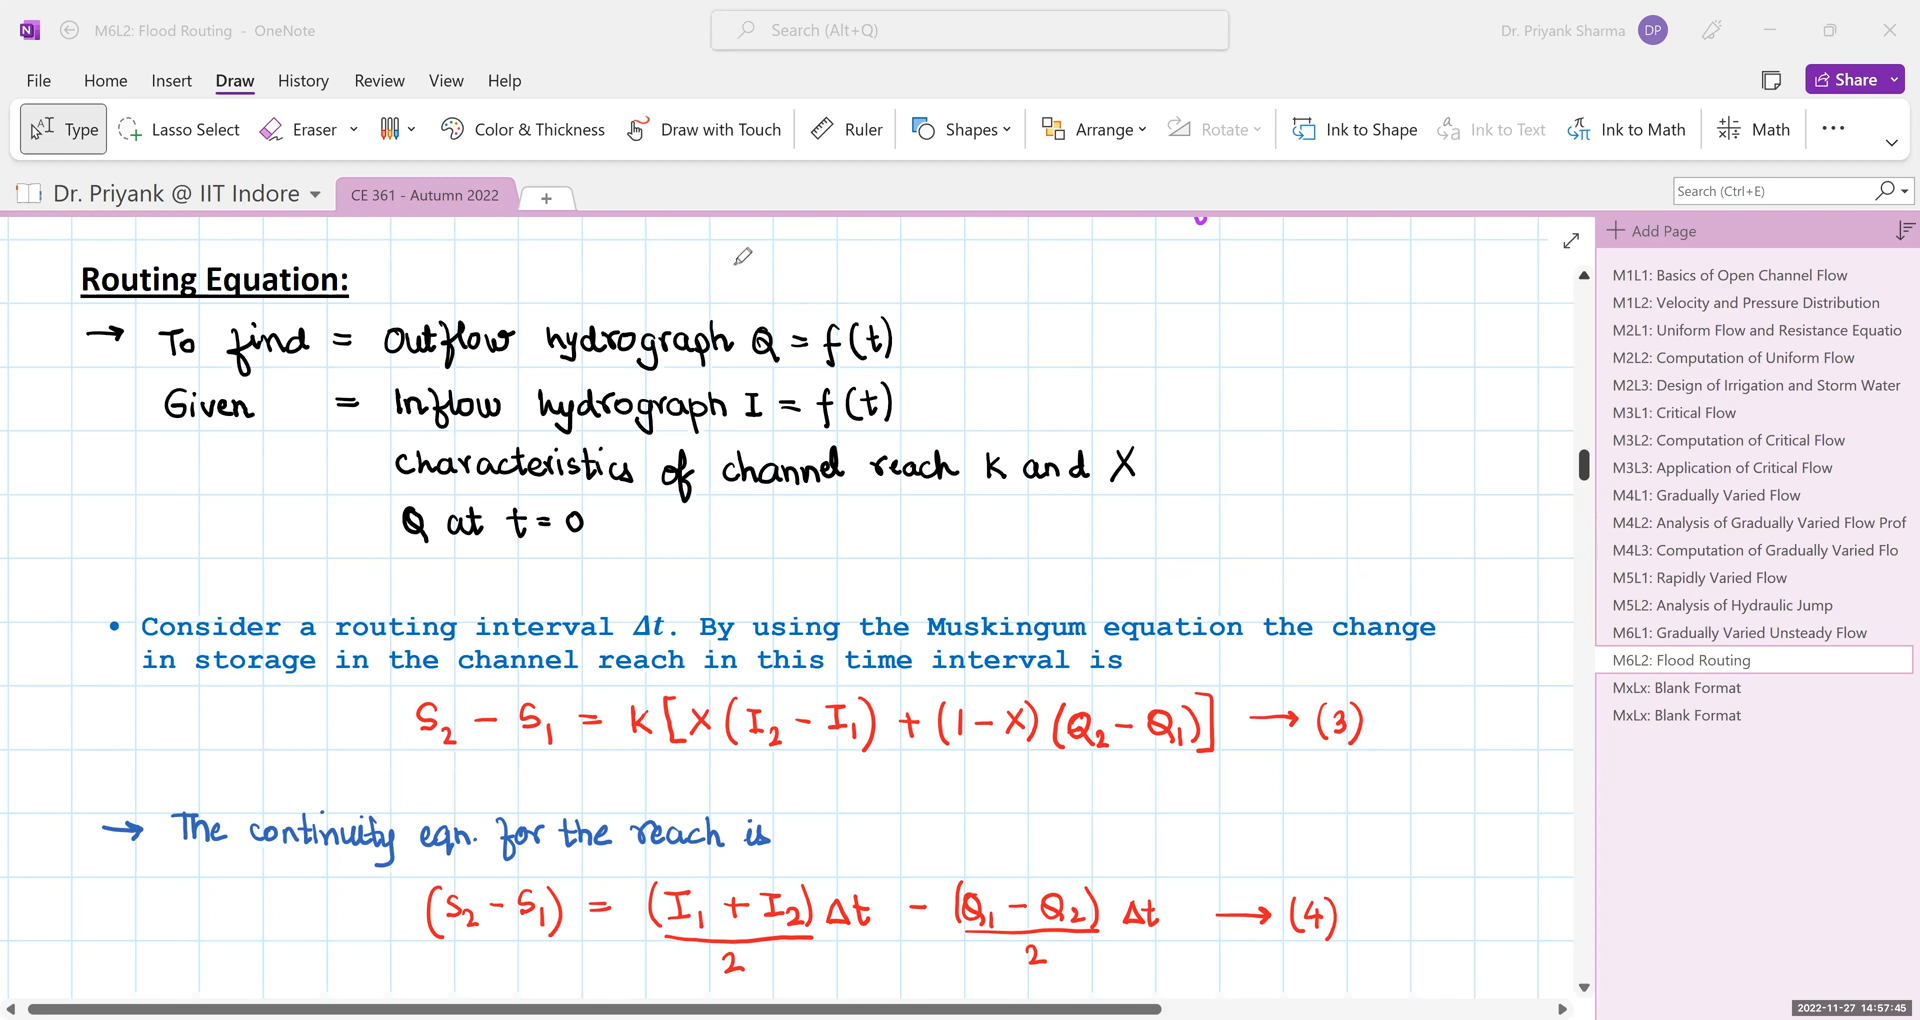 M6L2: Flood Routing - OneNote
Search (Alt+Q)
Dr. Priyank Sharma DP
File Home Insert Draw History Review View Help
Share
Type Lasso Select Eraser Color & Thickness Draw with Touch Ruler Shapes Arrange Rotate Ink to Shape Ink to Text Ink to Math Math
Dr. Priyank @ IIT Indore
CE 361 - Autumn 2022
Search (Ctrl+E)
Routing Equation:
→ To find = Outflow hydrograph Q = f(t)
Given = Inflow hydrograph I = f(t)
characteristics of channel reach K and X
Q at t = 0
• Consider a routing interval Δt. By using the Muskingum equation the change
in storage in the channel reach in this time interval is
S₂ - S₁ = K[X(I₂ - I₁) + (1-X)(Q₂ - Q₁)] → (3)
→ The continuity eqn. for the reach is
(S₂ - S₁) = (I₁ + I₂)/2 Δt - (Q₁ - Q₂)/2 Δt → (4)
Add Page
M1L1: Basics of Open Channel Flow
M1L2: Velocity and Pressure Distribution
M2L1: Uniform Flow and Resistance Equatio
M2L2: Computation of Uniform Flow
M2L3: Design of Irrigation and Storm Water
M3L1: Critical Flow
M3L2: Computation of Critical Flow
M3L3: Application of Critical Flow
M4L1: Gradually Varied Flow
M4L2: Analysis of Gradually Varied Flow Prof
M4L3: Computation of Gradually Varied Flo
M5L1: Rapidly Varied Flow
M5L2: Analysis of Hydraulic Jump
M6L1: Gradually Varied Unsteady Flow
M6L2: Flood Routing
MxLx: Blank Format
MxLx: Blank Format
2022-11-27 14:57:45